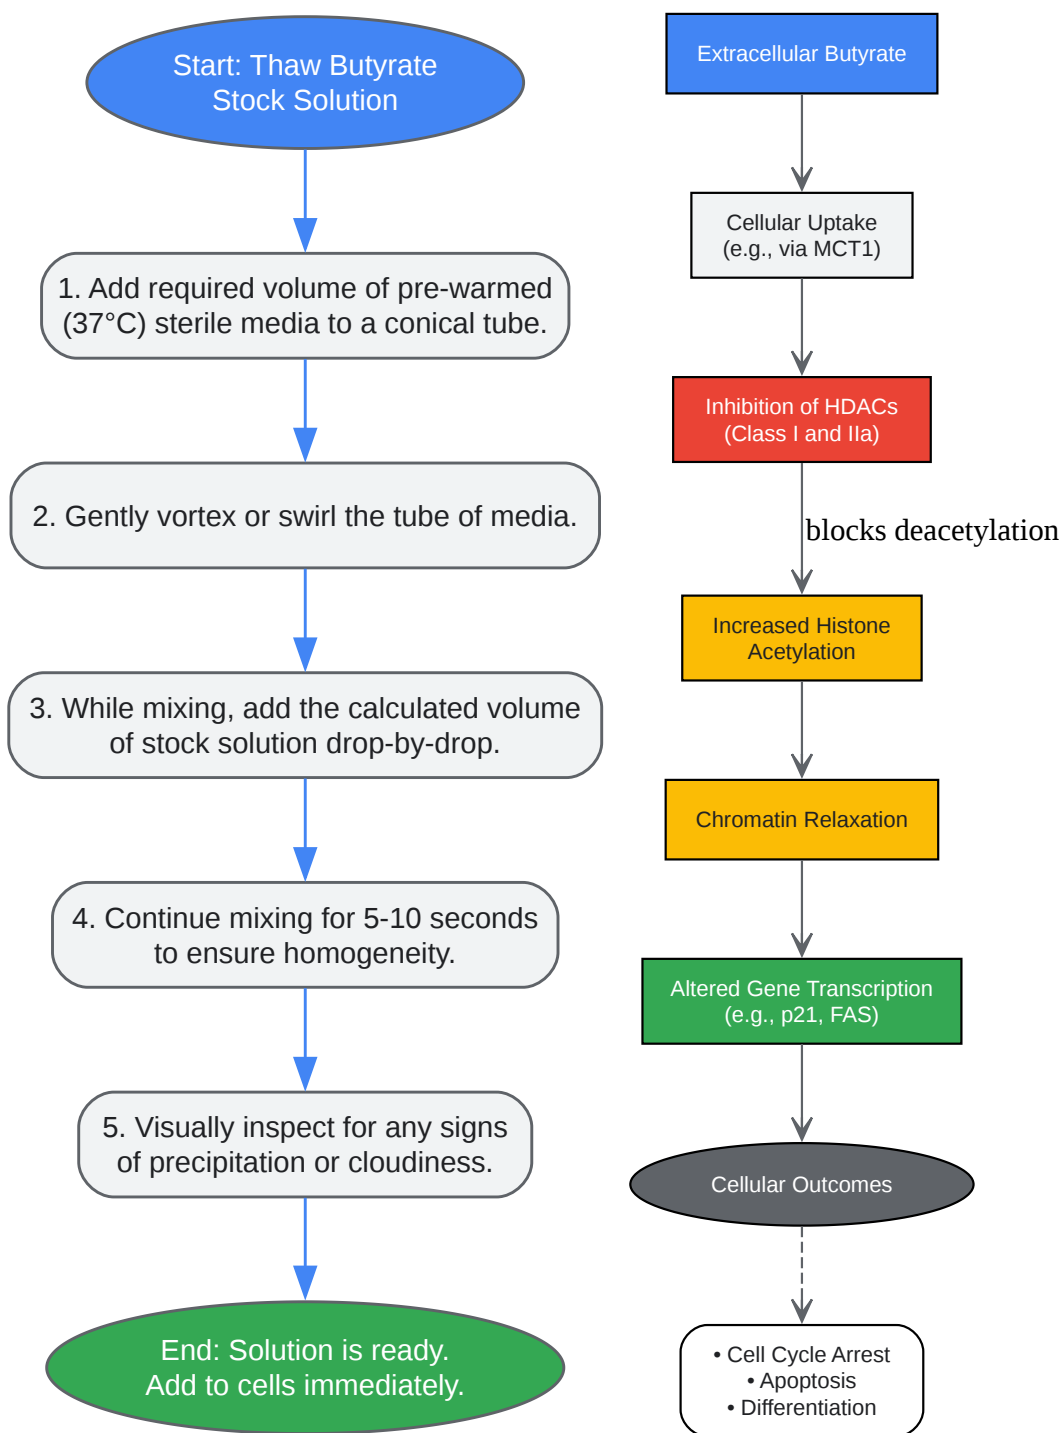 Start: Thaw Butyrate
Stock Solution
1. Add required volume of pre-warmed
(37°C) sterile media to a conical tube.
2. Gently vortex or swirl the tube of media.
3. While mixing, add the calculated volume
of stock solution drop-by-drop.
4. Continue mixing for 5-10 seconds
to ensure homogeneity.
5. Visually inspect for any signs
of precipitation or cloudiness.
End: Solution is ready.
Add to cells immediately.
Extracellular Butyrate
Cellular Uptake
(e.g., via MCT1)
Inhibition of HDACs
(Class I and IIa)
blocks deacetylation
Increased Histone
Acetylation
Chromatin Relaxation
Altered Gene Transcription
(e.g., p21, FAS)
Cellular Outcomes
• Cell Cycle Arrest
• Apoptosis
• Differentiation